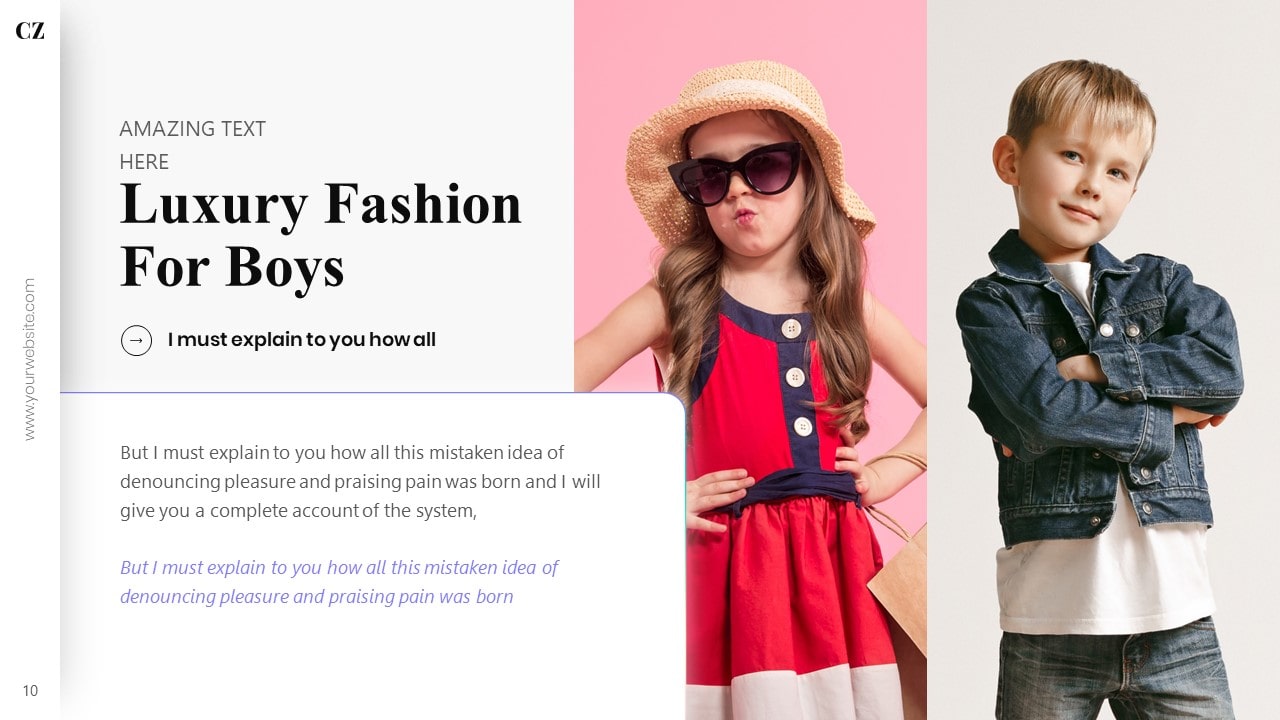 CZ
AMAZING TEXT
HERE
Luxury Fashion
For Boys
→ I must explain to you how all
www.yourwebsite.com
But I must explain to you how all this mistaken idea of
denouncing pleasure and praising pain was born and I will
give you a complete account of the system,
But I must explain to you how all this mistaken idea of
denouncing pleasure and praising pain was born
10